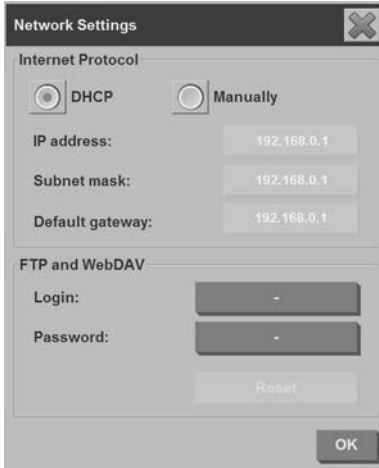 Network Settings
Internet Protocol
DHCP Manually
IP address: 192.168.0.1
Subnet mask: 192.168.0.1
Default gateway: 192.168.0.1
FTP and WebDAV
Login: -
Password: -
Reset
OK